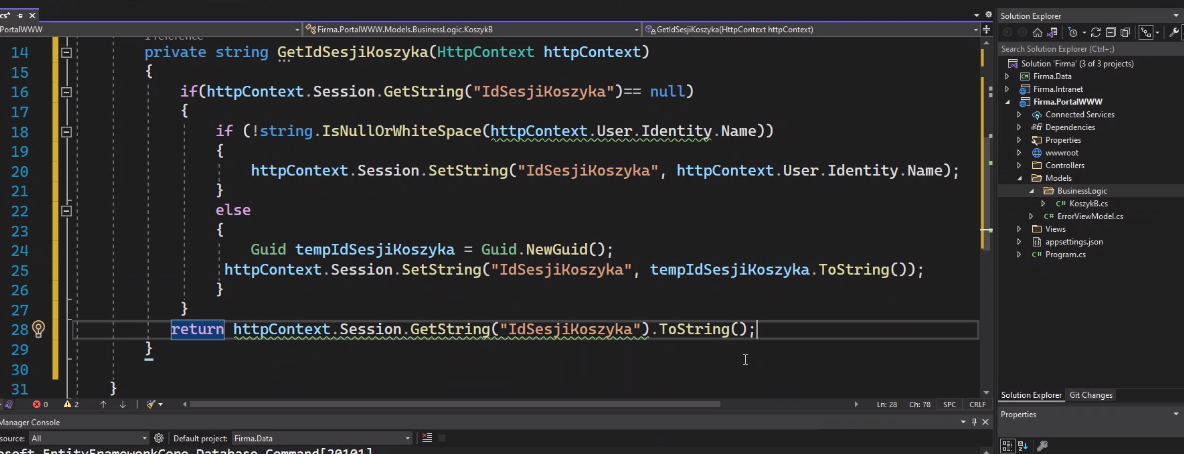 cs*
PortalWWW
Firma.PortalWWW.Models.BusinessLogic.KoszykB
GetIdSesjiKoszyka(HttpContext httpContext)
14 private string GetIdSesjiKoszyka(HttpContext httpContext)
15 {
16 if(httpContext.Session.GetString("IdSesjiKoszyka")== null)
17 {
18 if (!string.IsNullOrWhiteSpace(httpContext.User.Identity.Name))
19 {
20 httpContext.Session.SetString("IdSesjiKoszyka", httpContext.User.Identity.Name);
21 }
22 else
23 {
24 Guid tempIdSesjiKoszyka = Guid.NewGuid();
25 httpContext.Session.SetString("IdSesjiKoszyka", tempIdSesjiKoszyka.ToString());
26 }
27 }
28 return httpContext.Session.GetString("IdSesjiKoszyka").ToString();
29 }
30
31 }
0 2 Ln: 28 Ch: 78 SPC CRLF
Manager Console
source: All Default project: Firma.Data
Solution Explorer
Search Solution Explorer (Ctrl+;)
Solution 'Firma' (3 of 3 projects)
Firma.Data
Firma.Intranet
Firma.PortalWWW
Connected Services
Dependencies
Properties
wwwroot
Controllers
Models
BusinessLogic
C# KoszykB.cs
C# ErrorViewModel.cs
Views
appsettings.json
C# Program.cs
Solution Explorer Git Changes
Properties